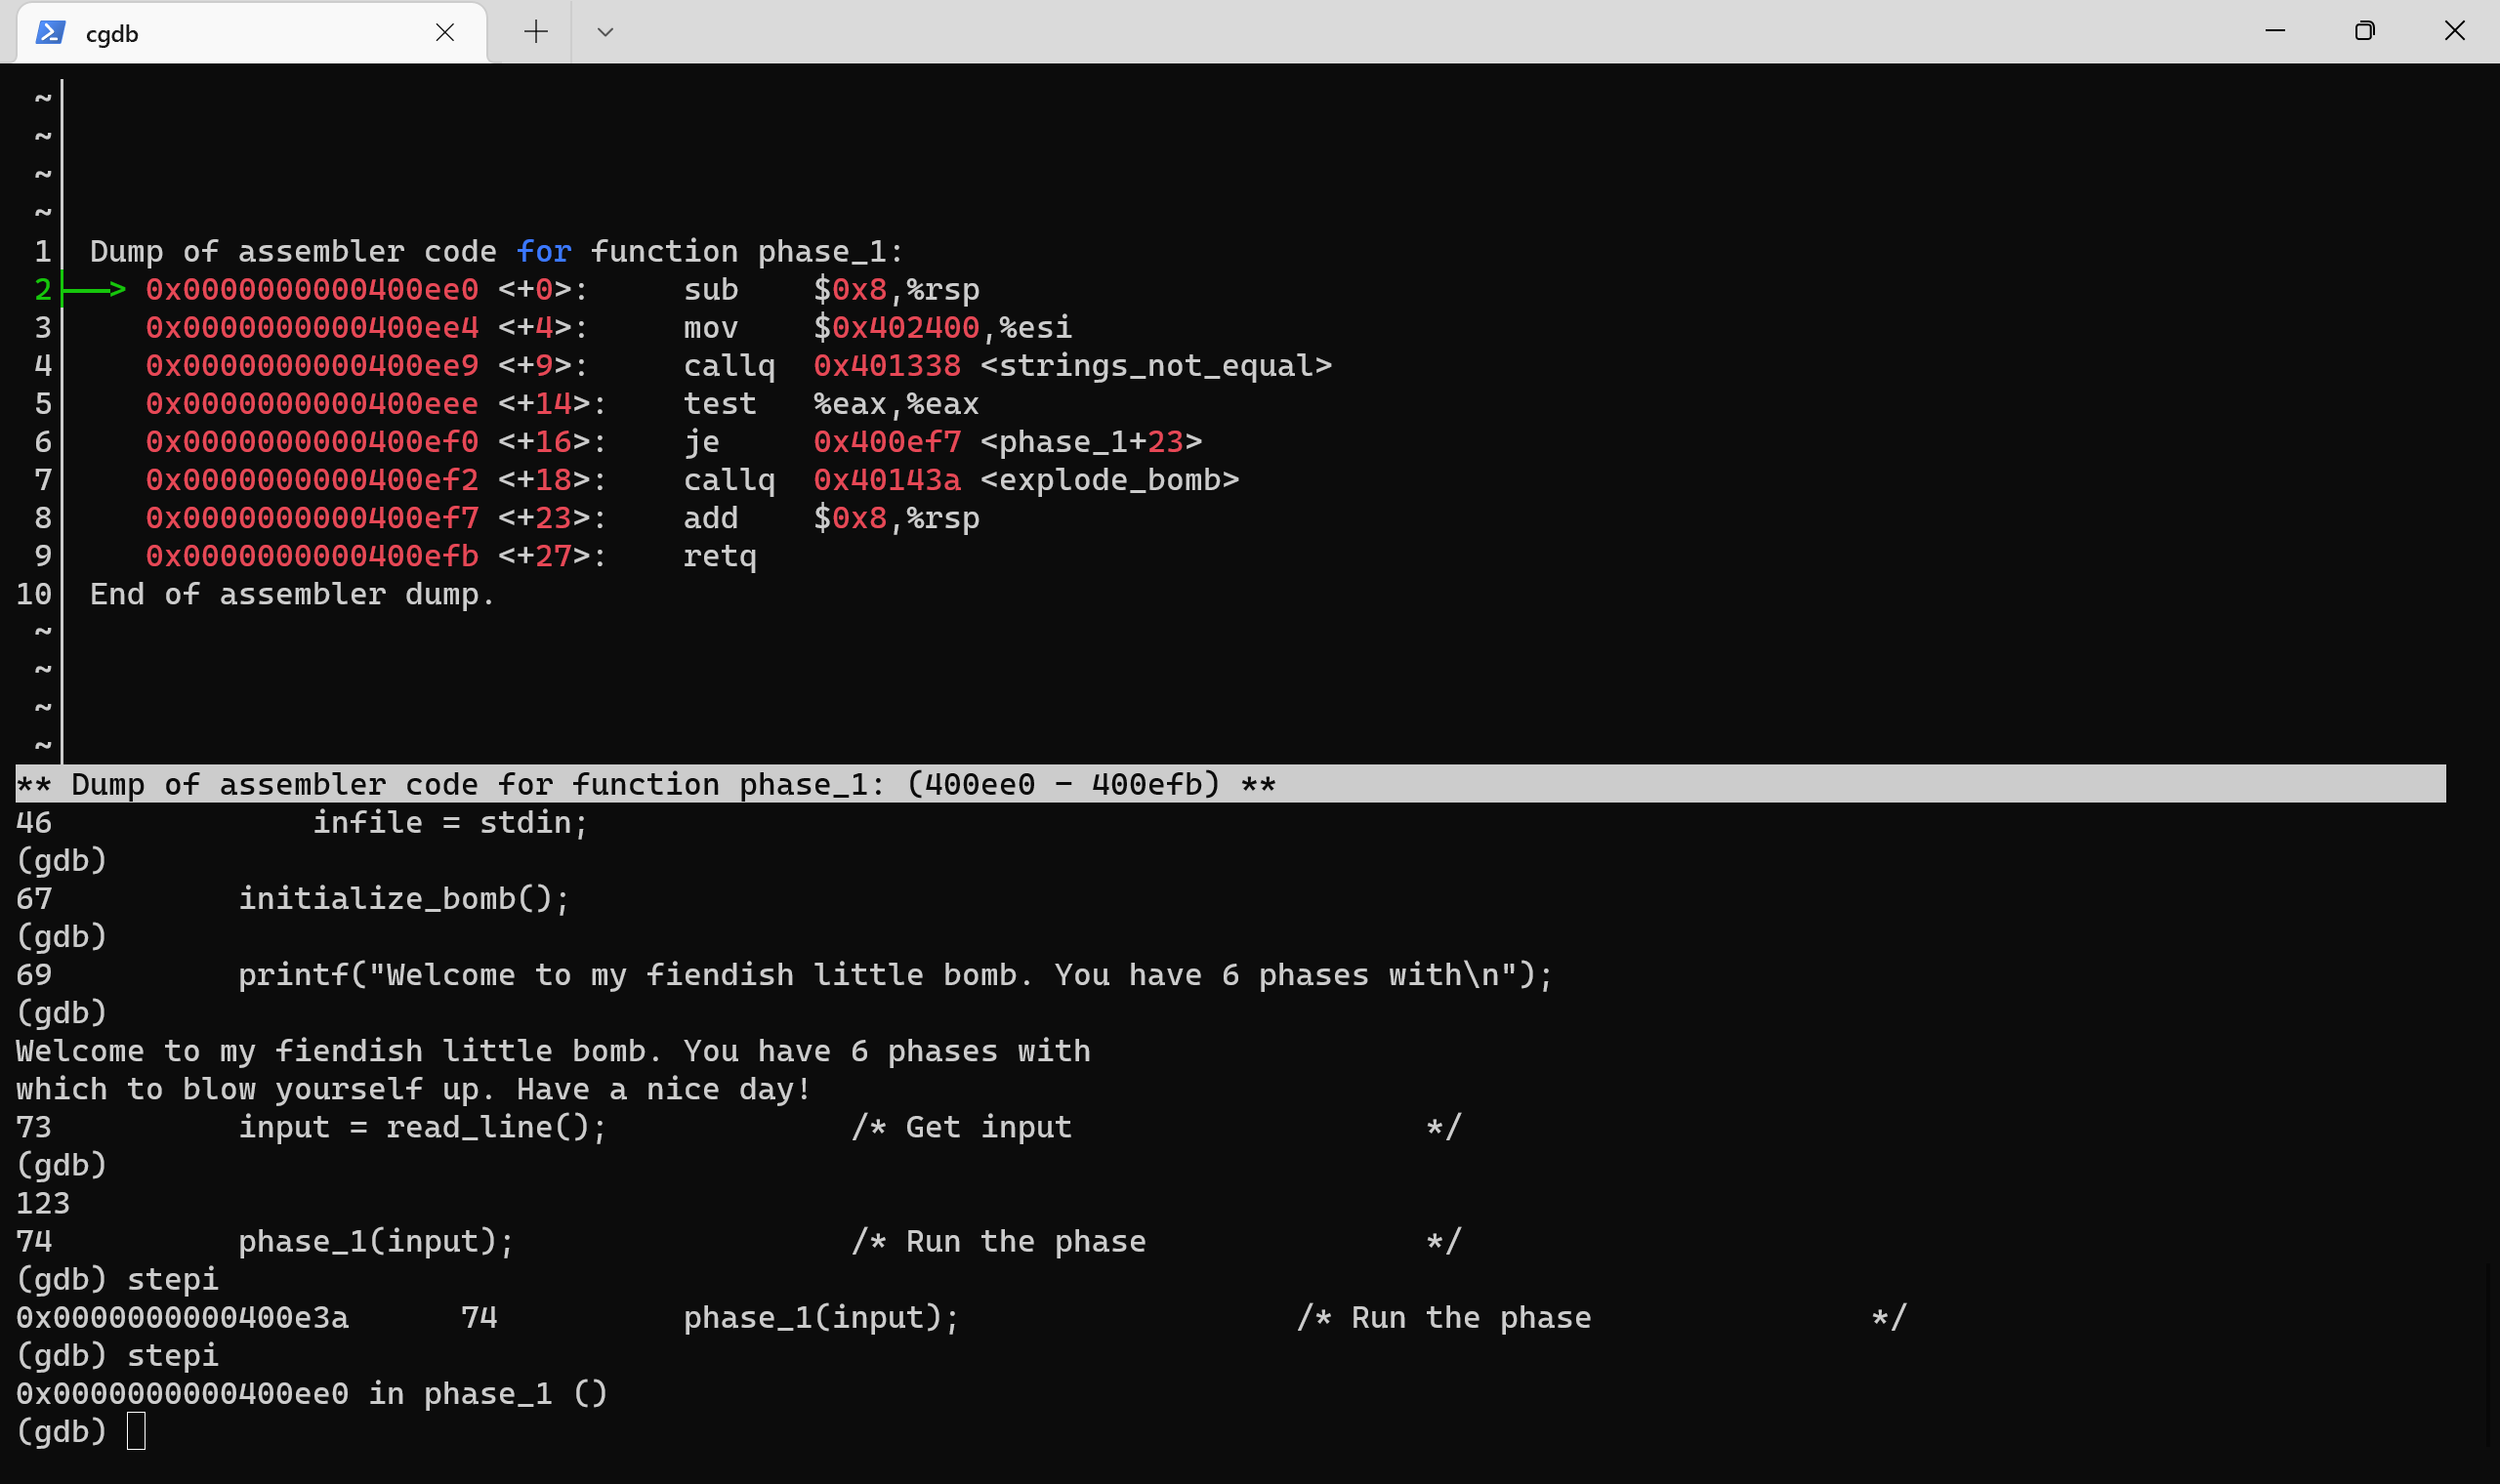 cgdb
~
~
~
~
1 Dump of assembler code for function phase_1:
2 ——> 0x0000000000400ee0 <+0>: sub $0x8,%rsp
3 0x0000000000400ee4 <+4>: mov $0x402400,%esi
4 0x0000000000400ee9 <+9>: callq 0x401338 <strings_not_equal>
5 0x0000000000400eee <+14>: test %eax,%eax
6 0x0000000000400ef0 <+16>: je 0x400ef7 <phase_1+23>
7 0x0000000000400ef2 <+18>: callq 0x40143a <explode_bomb>
8 0x0000000000400ef7 <+23>: add $0x8,%rsp
9 0x0000000000400efb <+27>: retq
10 End of assembler dump.
~
~
~
~
** Dump of assembler code for function phase_1: (400ee0 - 400efb) **
46 infile = stdin;
(gdb)
67 initialize_bomb();
(gdb)
69 printf("Welcome to my fiendish little bomb. You have 6 phases with\n");
(gdb)
Welcome to my fiendish little bomb. You have 6 phases with
which to blow yourself up. Have a nice day!
73 input = read_line(); /* Get input */
(gdb)
123
74 phase_1(input); /* Run the phase */
(gdb) stepi
0x0000000000400e3a 74 phase_1(input); /* Run the phase */
(gdb) stepi
0x0000000000400ee0 in phase_1 ()
(gdb)